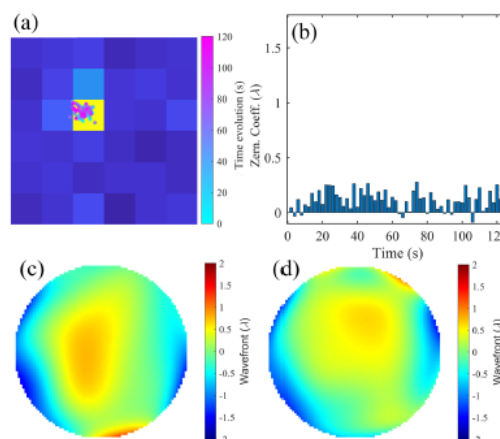 (a)
120
100
80
60
40
20
0
Time evolution (s)
(b)
1.5
1
0.5
0
Zern. Coeff. (λ)
0 20 40 60 80 100 12
Time (s)
(c)
2
1.5
1
0.5
0
-0.5
-1
-1.5
2
Wavefront (λ)
(d)
2
1.5
1
0.5
0
-0.5
-1
-1.5
2
Wavefront (λ)